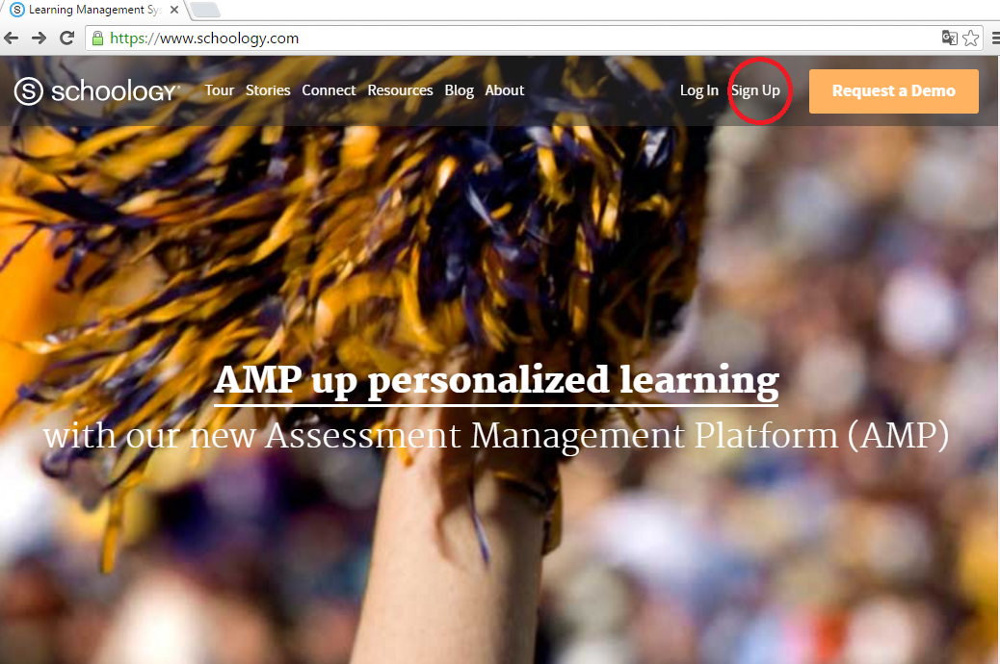 Learning Management Sy
https://www.schoology.com
schoology Tour Stories Connect Resources Blog About Log In Sign Up Request a Demo
AMP up personalized learning
with our new Assessment Management Platform (AMP)